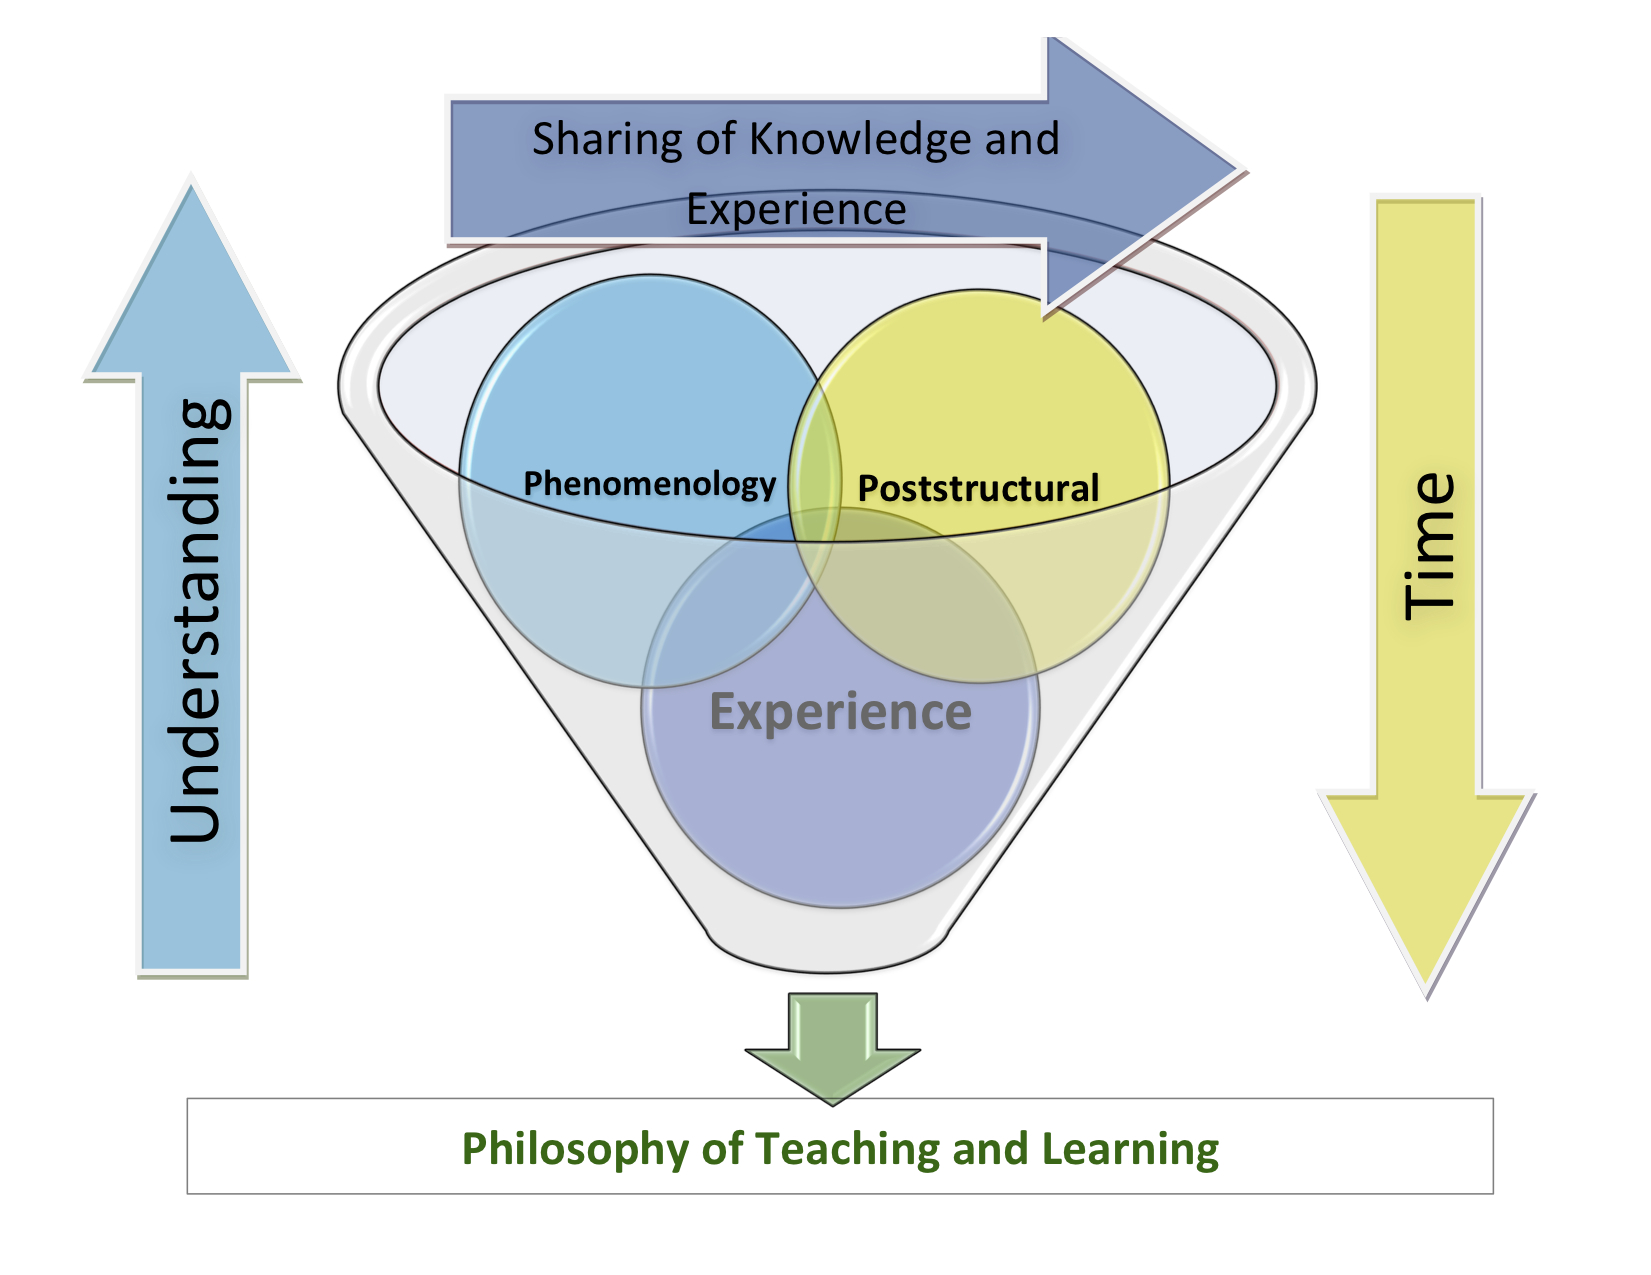 Sharing of Knowledge and
Experience
Understanding
Phenomenology
Poststructural
Time
Experience
Philosophy of Teaching and Learning